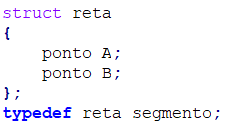 struct reta
{
    ponto A;
    ponto B;
};
typedef reta segmento;